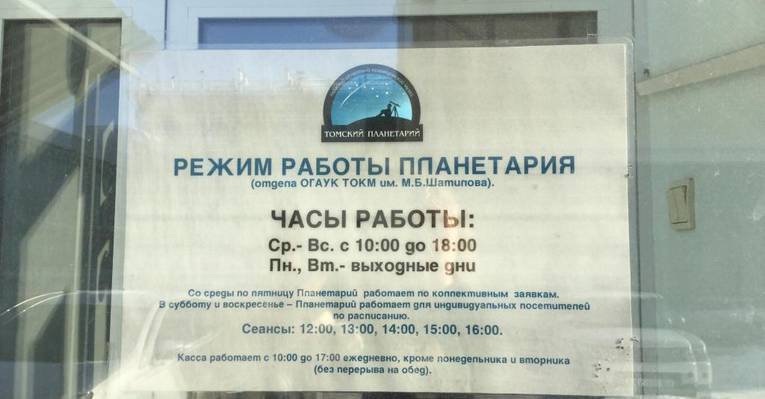 ТОМСКИЙ ПЛАНЕТАРИЙ
РЕЖИМ РАБОТЫ ПЛАНЕТАРИЯ
(отдела ОГАУК ТОКМ им. М.Б.Шатилова).
ЧАСЫ РАБОТЫ:
Ср.- Вс. с 10:00 до 18:00
Пн., Вт.- выходные дни
Со среды по пятницу Планетарий работает по коллективным заявкам.
В субботу и воскресенье – Планетарий работает для индивидуальных посетителей
по расписанию.
Сеансы: 12:00, 13:00, 14:00, 15:00, 16:00.
Касса работает с 10:00 до 17:00 ежедневно, кроме понедельника и вторника
(без перерыва на обед).